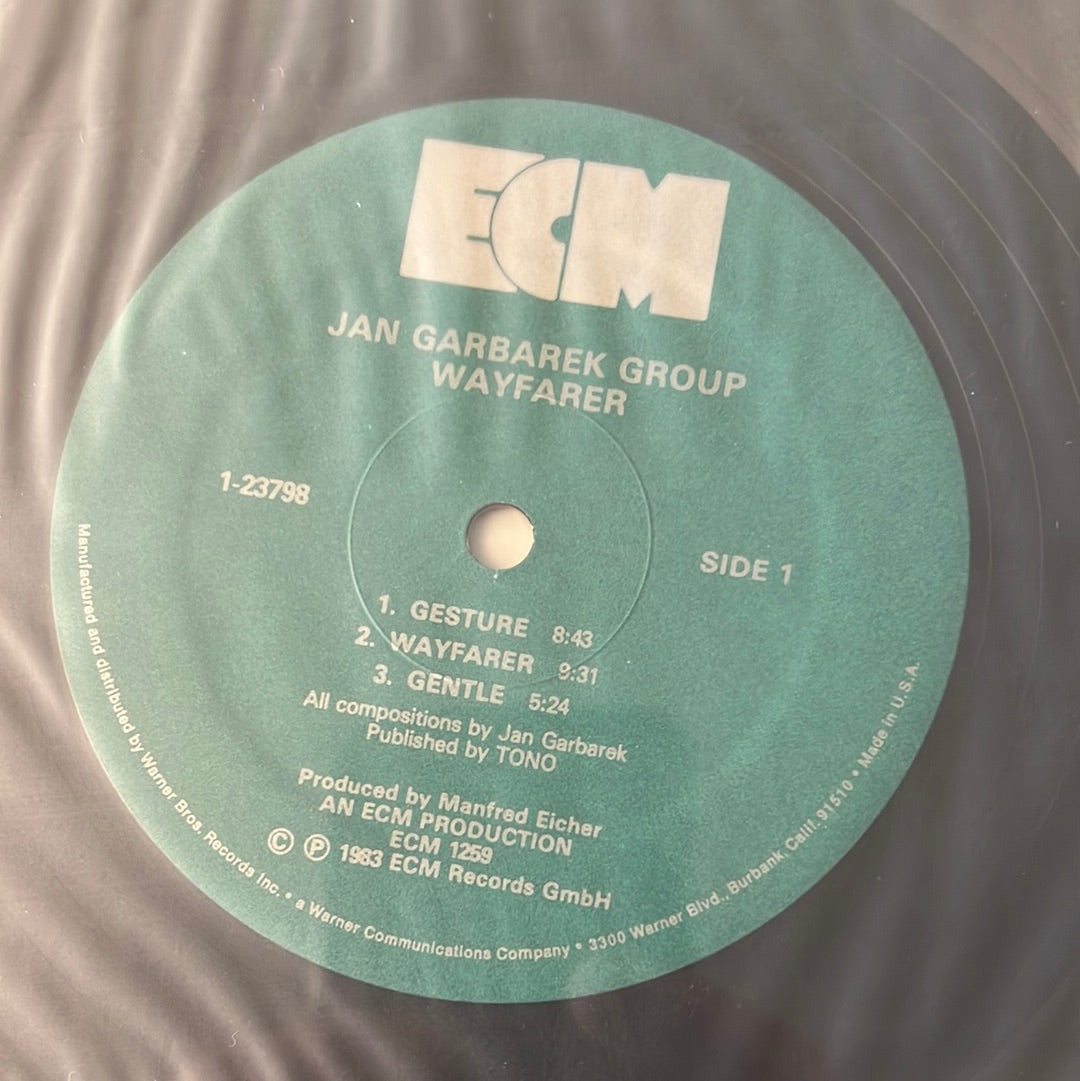 ECM
JAN GARBAREK GROUP
WAYFARER
1-23798
SIDE 1
1. GESTURE 8:43
2. WAYFARER 9:31
3. GENTLE 5:24
All compositions by Jan Garbarek
Published by TONO
Produced by Manfred Eicher
AN ECM PRODUCTION
ECM 1259
© ℗ 1983 ECM Records GmbH
Manufactured and distributed by Warner Bros. Records Inc. • a Warner Communications Company • 3300 Warner Blvd., Burbank, Calif. 91510 • Made in U.S.A.